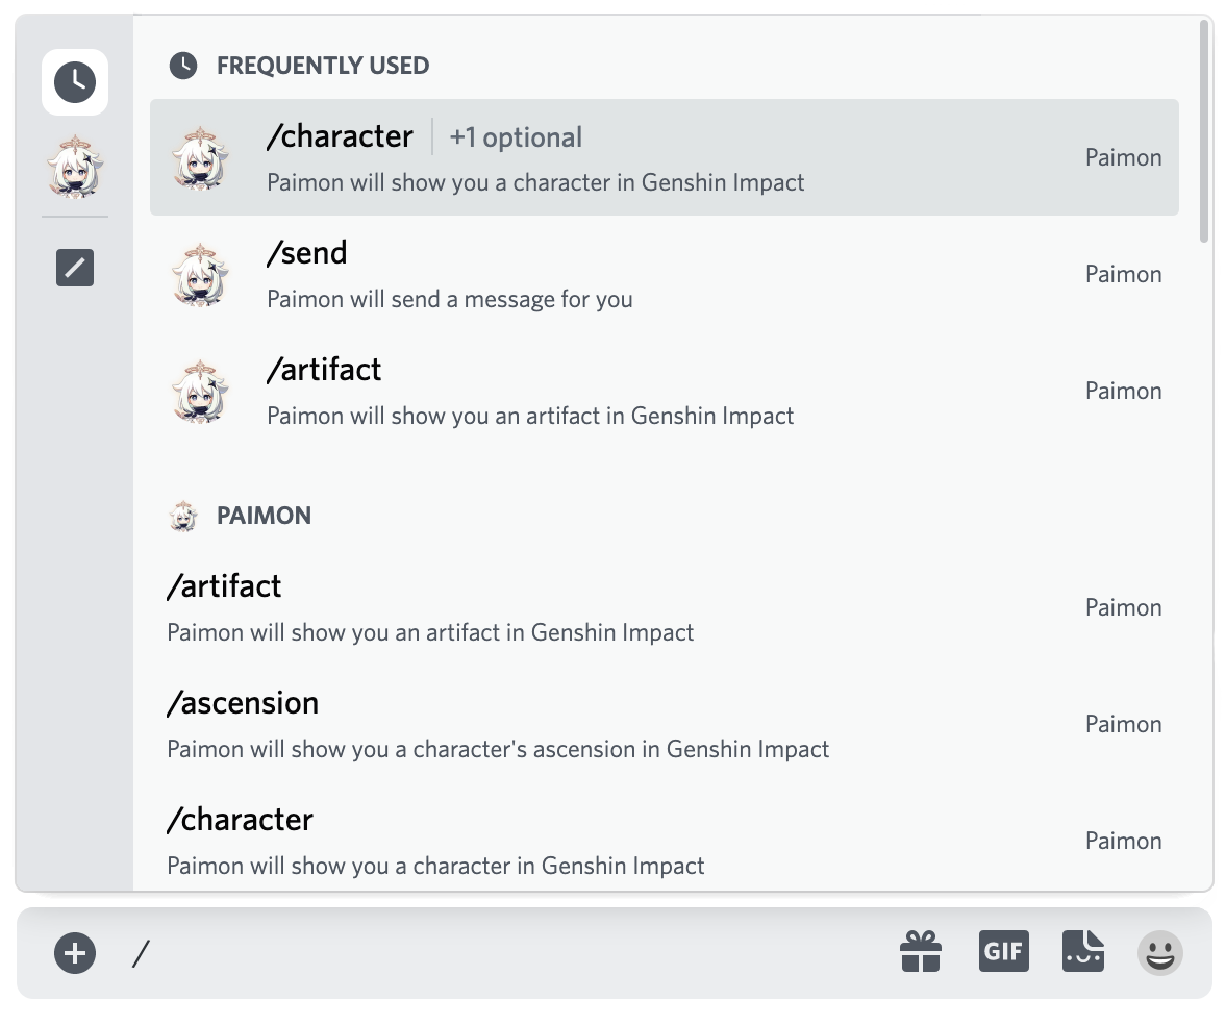 FREQUENTLY USED
/character +1 optional
Paimon will show you a character in Genshin Impact
Paimon
/send
Paimon will send a message for you
Paimon
/artifact
Paimon will show you an artifact in Genshin Impact
Paimon
PAIMON
/artifact
Paimon will show you an artifact in Genshin Impact
Paimon
/ascension
Paimon will show you a character's ascension in Genshin Impact
Paimon
/character
Paimon will show you a character in Genshin Impact
Paimon
/
GIF